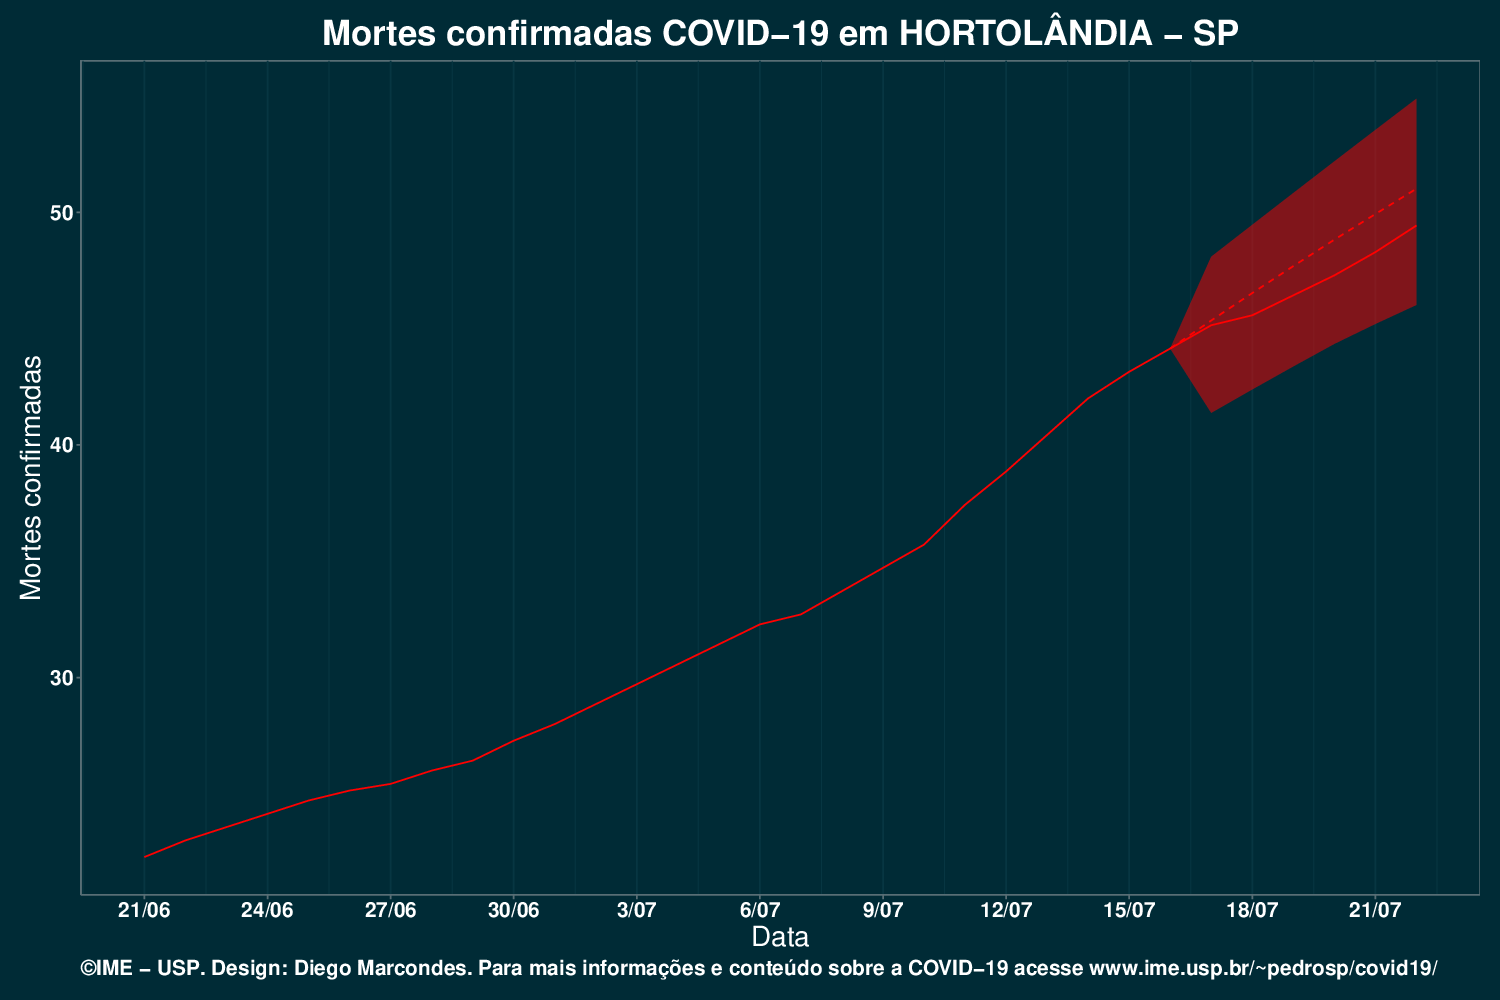 Mortes confirmadas COVID−19 em HORTOLÂNDIA − SP
Mortes confirmadas
50
40
30
21/06 24/06 27/06 30/06 3/07 6/07 9/07 12/07 15/07 18/07 21/07
Data
©IME − USP. Design: Diego Marcondes. Para mais informações e conteúdo sobre a COVID−19 acesse www.ime.usp.br/~pedrosp/covid19/